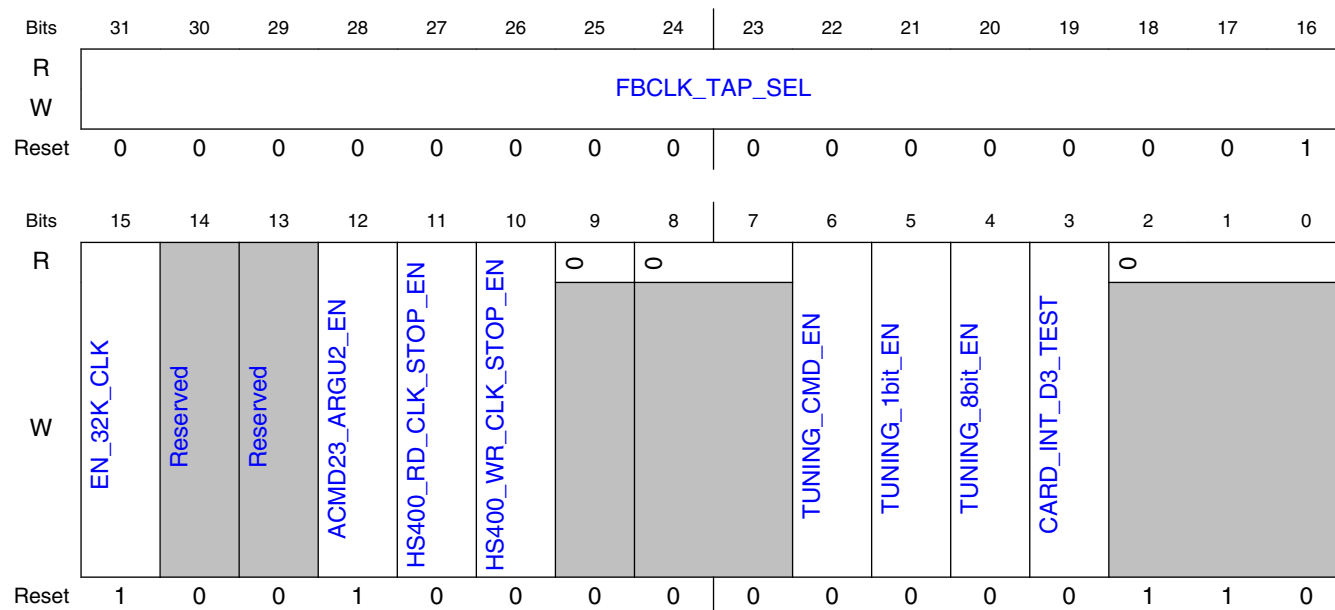 Bits 31 30 29 28 27 26 25 24 23 22 21 20 19 18 17 16
R
FBCLK_TAP_SEL
W
Reset 0 0 0 0 0 0 0 0 0 0 0 0 0 0 0 1
Bits 15 14 13 12 11 10 9 8 7 6 5 4 3 2 1 0
R
0 0 0
W
EN_32K_CLK
Reserved
Reserved
ACMD23_ARGU2_EN
HS400_RD_CLK_STOP_EN
HS400_WR_CLK_STOP_EN
TUNING_CMD_EN
TUNING_1bit_EN
TUNING_8bit_EN
CARD_INT_D3_TEST
Reset 1 0 0 1 0 0 0 0 0 0 0 0 0 1 1 0